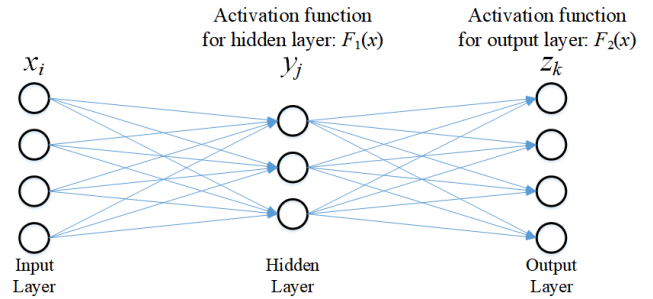 Activation function
for hidden layer: F₁(x)
Activation function
for output layer: F₂(x)
xᵢ
yⱼ
zₖ
Input
Layer
Hidden
Layer
Output
Layer